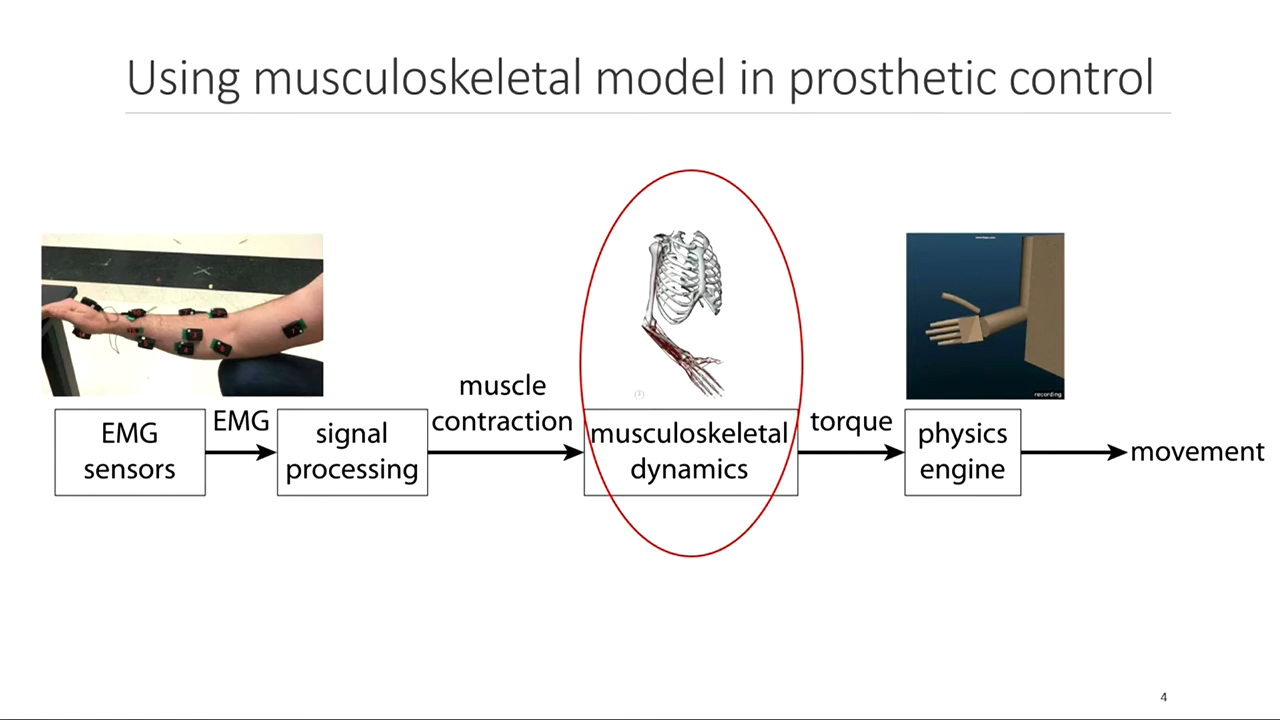 Using musculoskeletal model in prosthetic control
EMG
sensors
EMG
signal
processing
muscle
contraction
musculoskeletal
dynamics
torque
recording
physics
engine
movement
4